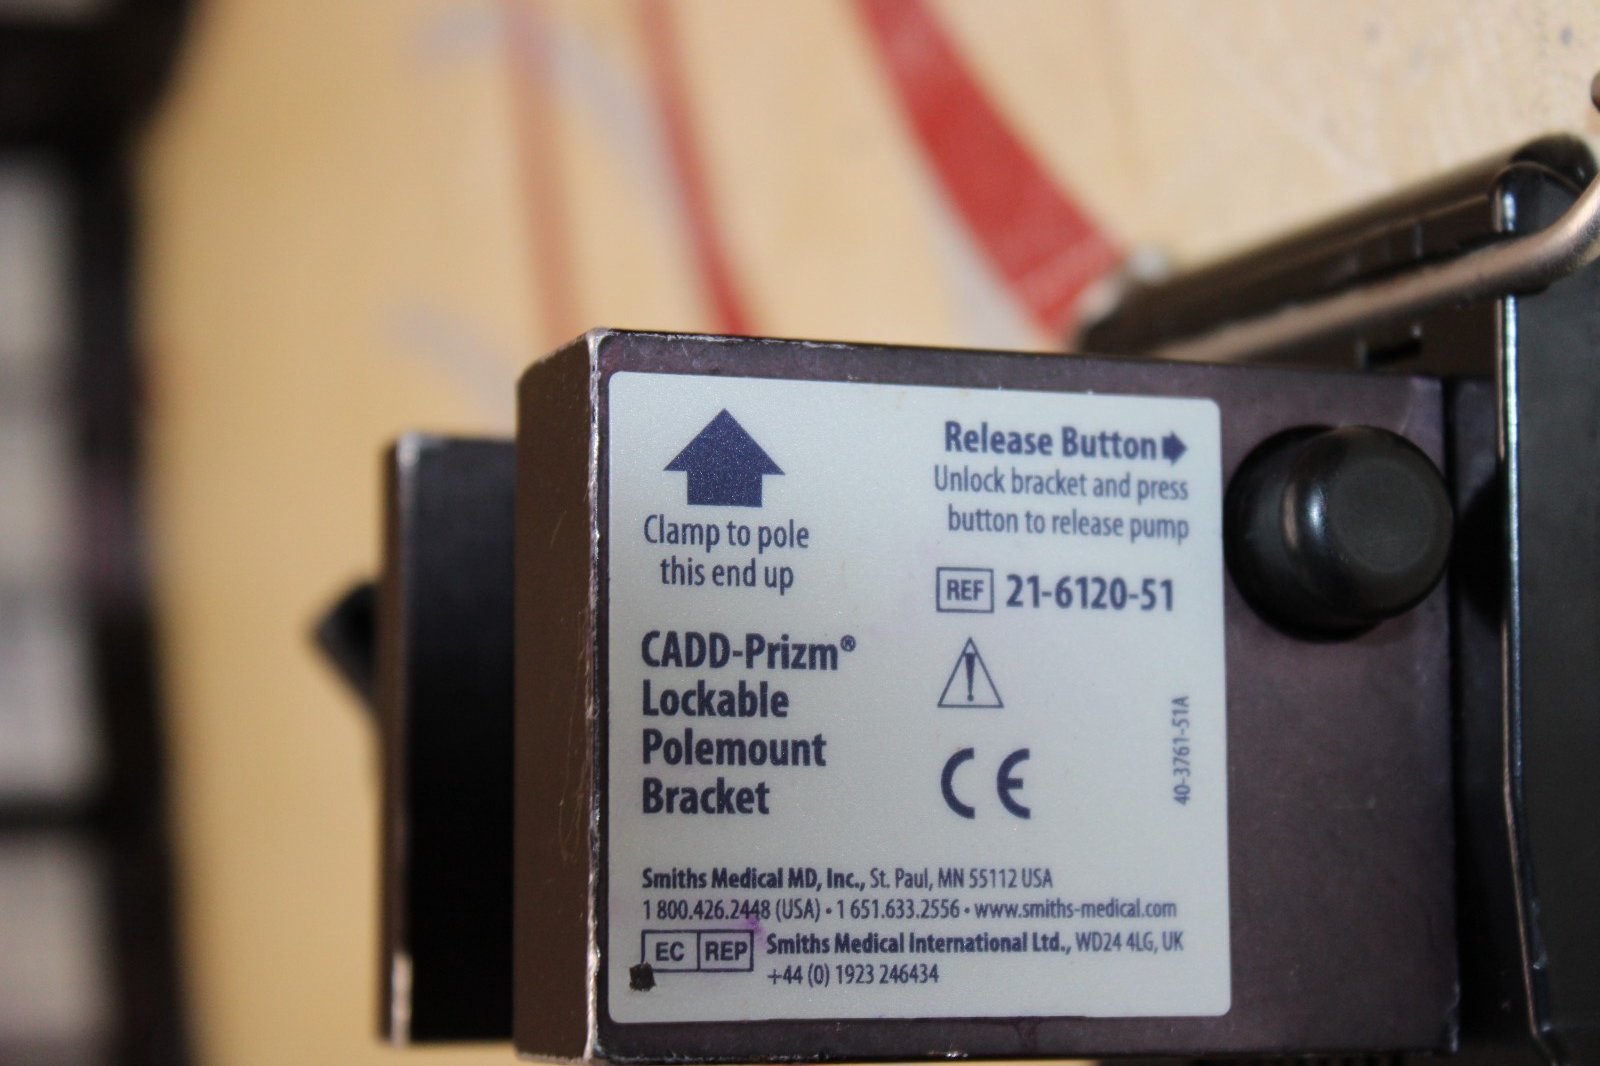 Clamp to pole
this end up
Release Button
Unlock bracket and press
button to release pump
REF 21-6120-51
CADD-Prizm®
Lockable
Polemount
Bracket
CE
40-3761-51A
Smiths Medical MD, Inc., St. Paul, MN 55112 USA
1 800.426.2448 (USA) • 1 651.633.2556 • www.smiths-medical.com
EC REP Smiths Medical International Ltd., WD24 4LG, UK
+44 (0) 1923 246434